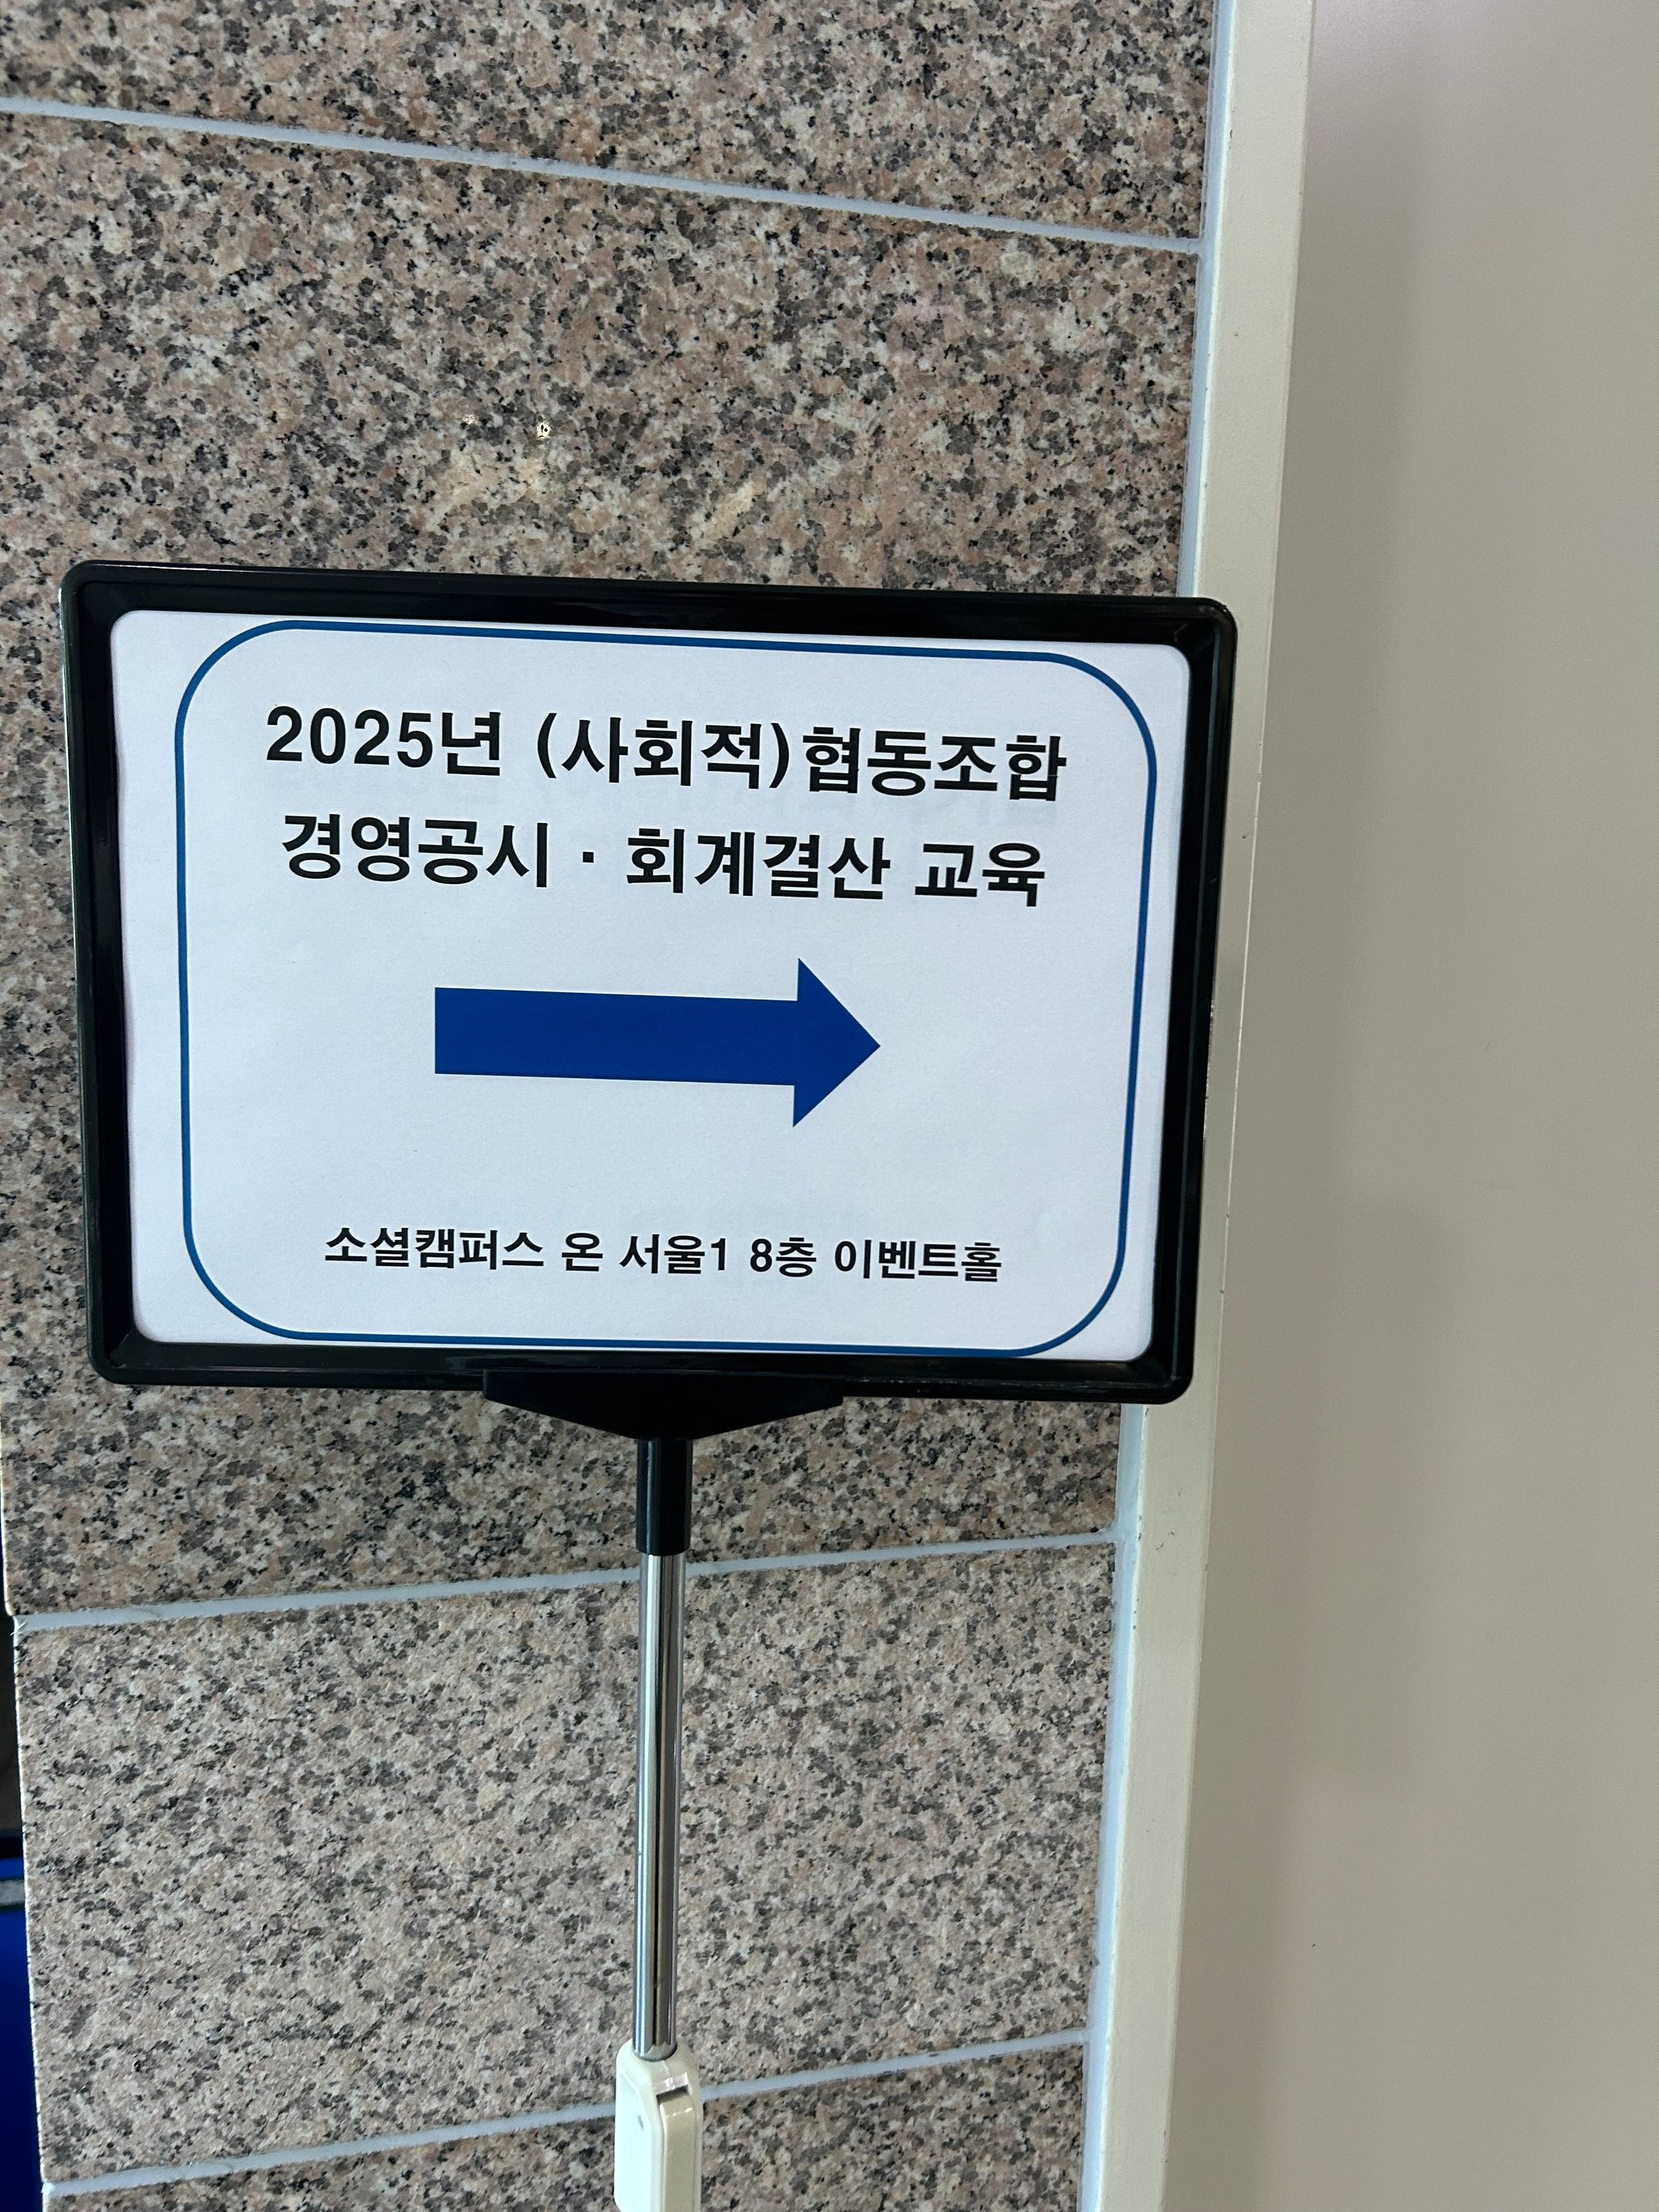 2025년 (사회적)협동조합
경영공시 · 회계결산 교육
소셜캠퍼스 온 서울1 8층 이벤트홀